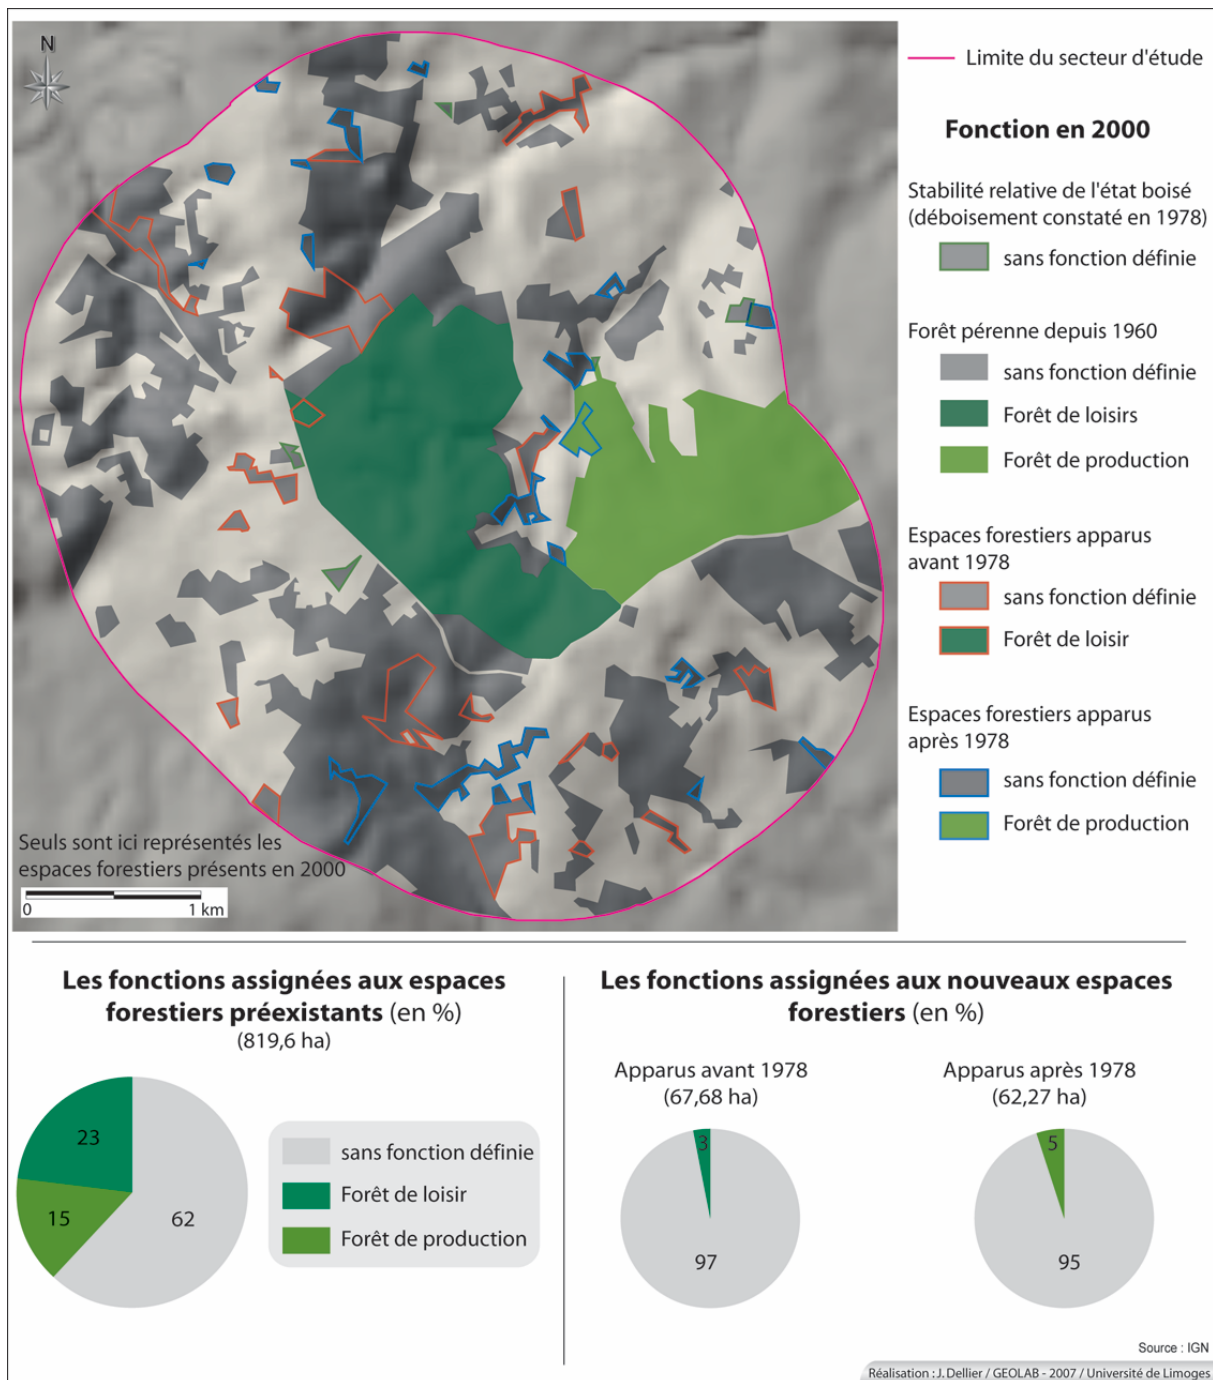 N
Limite du secteur d'étude
Fonction en 2000
Stabilité relative de l'état boisé
(déboisement constaté en 1978)
sans fonction définie
Forêt pérenne depuis 1960
sans fonction définie
Forêt de loisirs
Forêt de production
Espaces forestiers apparus
avant 1978
sans fonction définie
Forêt de loisir
Espaces forestiers apparus
après 1978
sans fonction définie
Forêt de production
Seuls sont ici représentés les
espaces forestiers présents en 2000
0 1 km
Les fonctions assignées aux espaces
forestiers préexistants (en %)
(819,6 ha)
23
15
62
sans fonction définie
Forêt de loisir
Forêt de production
Les fonctions assignées aux nouveaux espaces
forestiers (en %)
Apparus avant 1978
(67,68 ha)
3
97
Apparus après 1978
(62,27 ha)
5
95
Source : IGN
Réalisation : J. Dellier / GEOLAB - 2007 / Université de Limoges